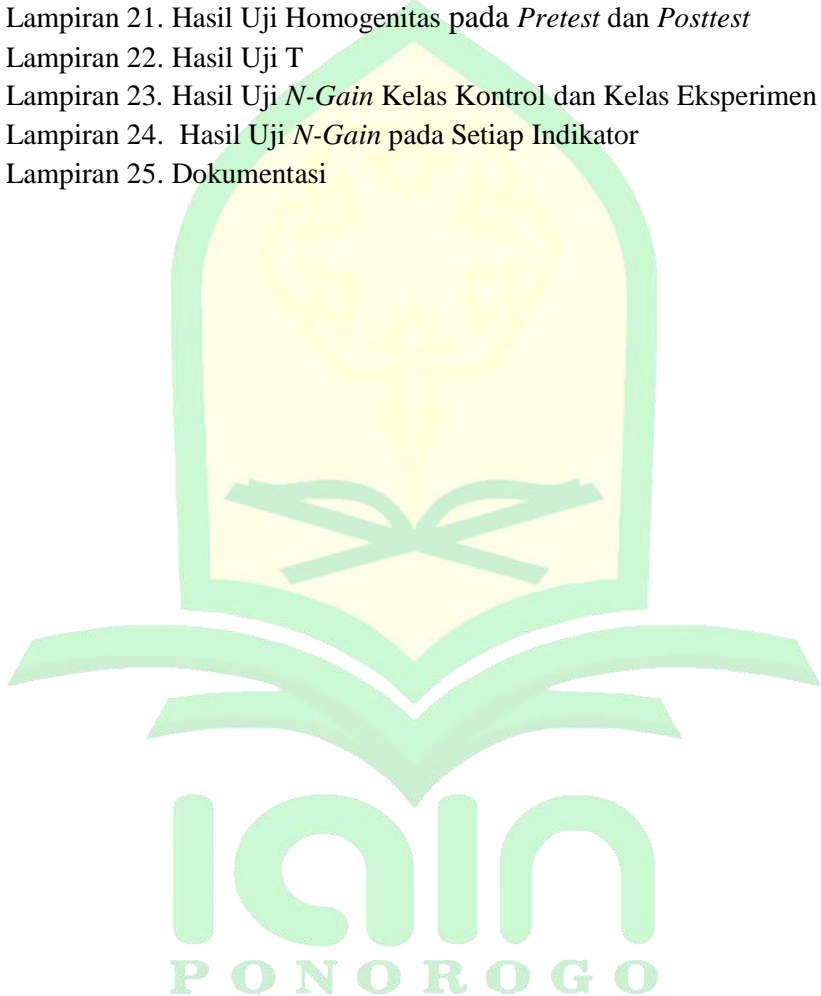 Lampiran 21. Hasil Uji Homogenitas pada Pretest dan Posttest
Lampiran 22. Hasil Uji T
Lampiran 23. Hasil Uji N-Gain Kelas Kontrol dan Kelas Eksperimen
Lampiran 24.  Hasil Uji N-Gain pada Setiap Indikator
Lampiran 25. Dokumentasi
iain
PONOROGO